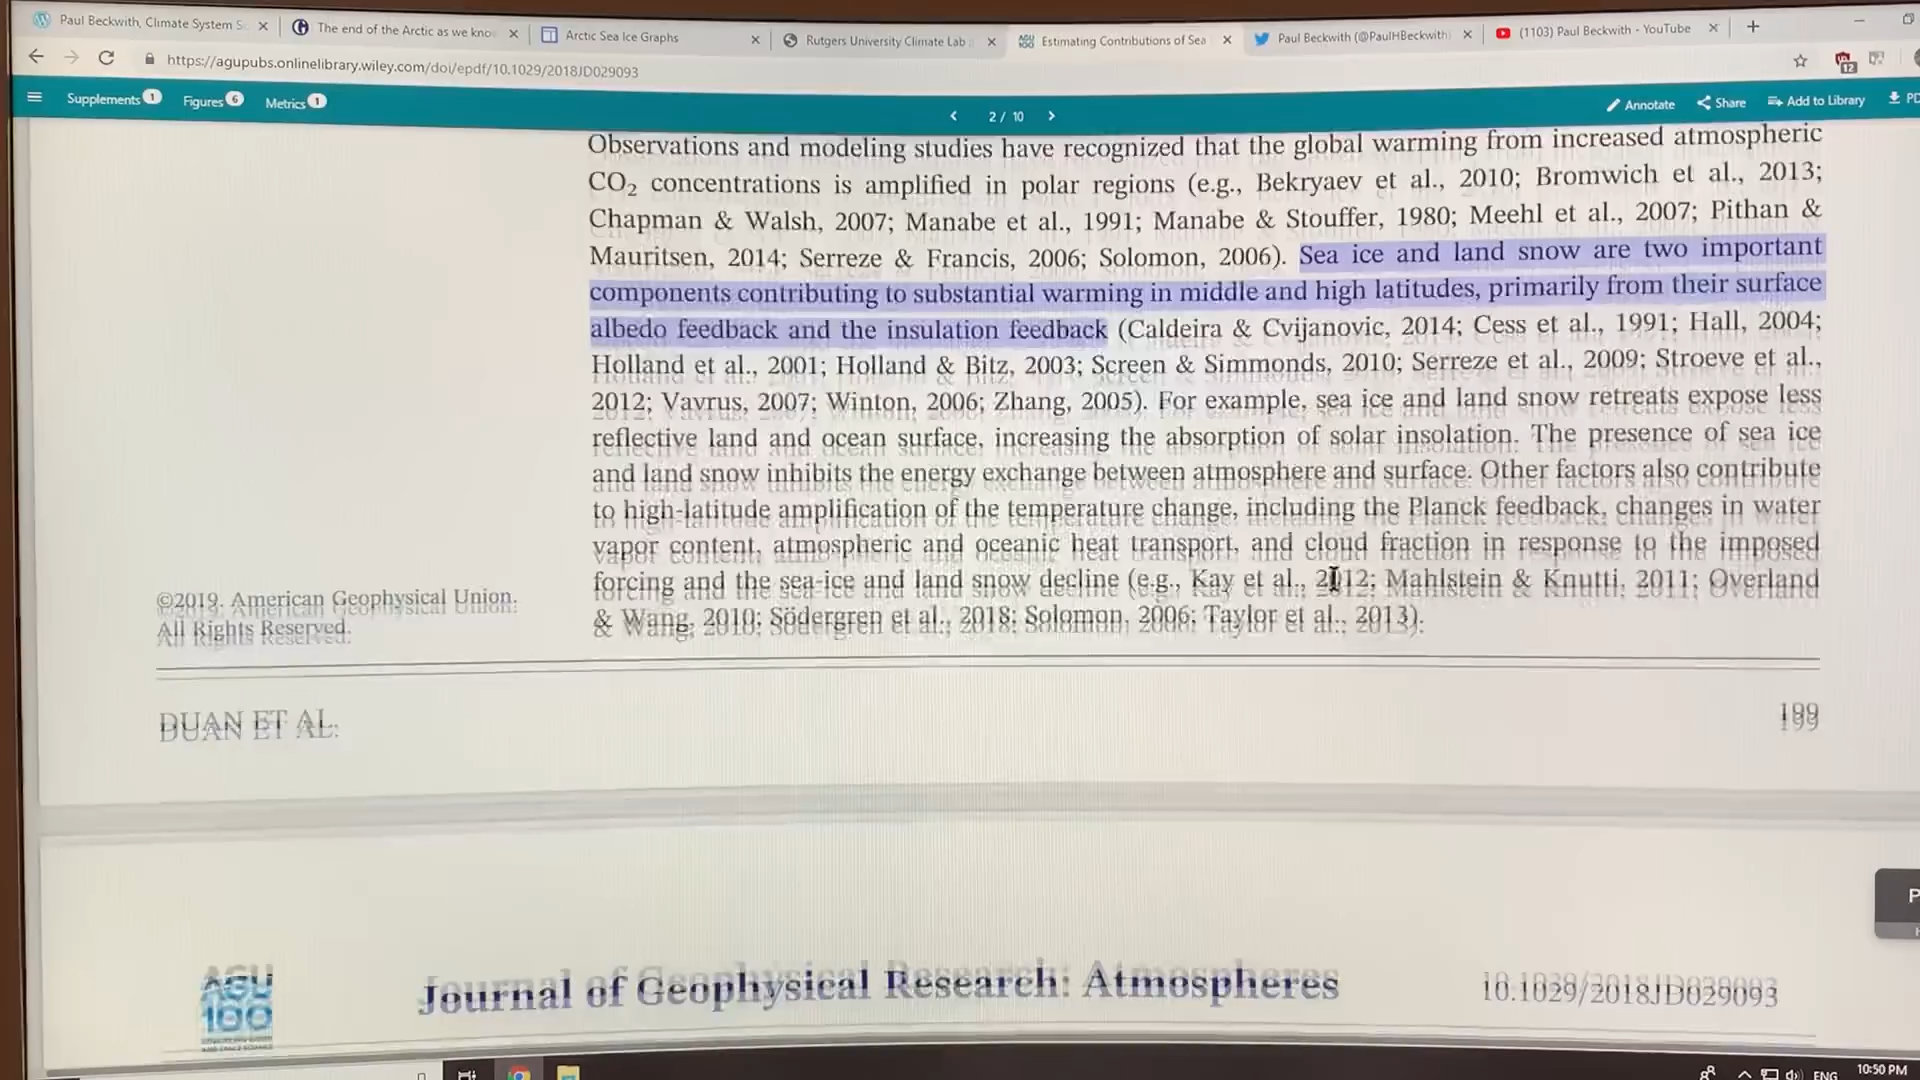 Paul Beckwith, Climate System S
The end of the Arctic as we kno
Arctic Sea Ice Graphs
Rutgers University Climate Lab
Estimating Contributions of Sea
Paul Beckwith (@PaulHBeckwith
(1103) Paul Beckwith - YouTube
https://agupubs.onlinelibrary.wiley.com/doi/epdf/10.1029/2018JD029093
12
Supplements 1 Figures 6 Metrics 1
2 / 10
Annotate Share Add to Library PD
Observations and modeling studies have recognized that the global warming from increased atmospheric
CO₂ concentrations is amplified in polar regions (e.g., Bekryaev et al., 2010; Bromwich et al., 2013;
Chapman & Walsh, 2007; Manabe et al., 1991; Manabe & Stouffer, 1980; Meehl et al., 2007; Pithan &
Mauritsen, 2014; Serreze & Francis, 2006; Solomon, 2006). Sea ice and land snow are two important
components contributing to substantial warming in middle and high latitudes, primarily from their surface
albedo feedback and the insulation feedback (Caldeira & Cvijanovic, 2014; Cess et al., 1991; Hall, 2004;
Holland et al., 2001; Holland & Bitz, 2003; Screen & Simmonds, 2010; Serreze et al., 2009; Stroeve et al.,
2012; Vavrus, 2007; Winton, 2006; Zhang, 2005). For example, sea ice and land snow retreats expose less
reflective land and ocean surface, increasing the absorption of solar insolation. The presence of sea ice
and land snow inhibits the energy exchange between atmosphere and surface. Other factors also contribute
to high-latitude amplification of the temperature change, including the Planck feedback, changes in water
vapor content, atmospheric and oceanic heat transport, and cloud fraction in response to the imposed
forcing and the sea-ice and land snow decline (e.g., Kay et al., 2012; Mahlstein & Knutti, 2011; Overland
& Wang, 2010; Södergren et al., 2018; Solomon, 2006; Taylor et al., 2013).
©2019. American Geophysical Union.
All Rights Reserved.
DUAN ET AL.
199
P
AGU
100
Journal of Geophysical Research: Atmospheres
10.1029/2018JD029093
ENG
10:50 PM